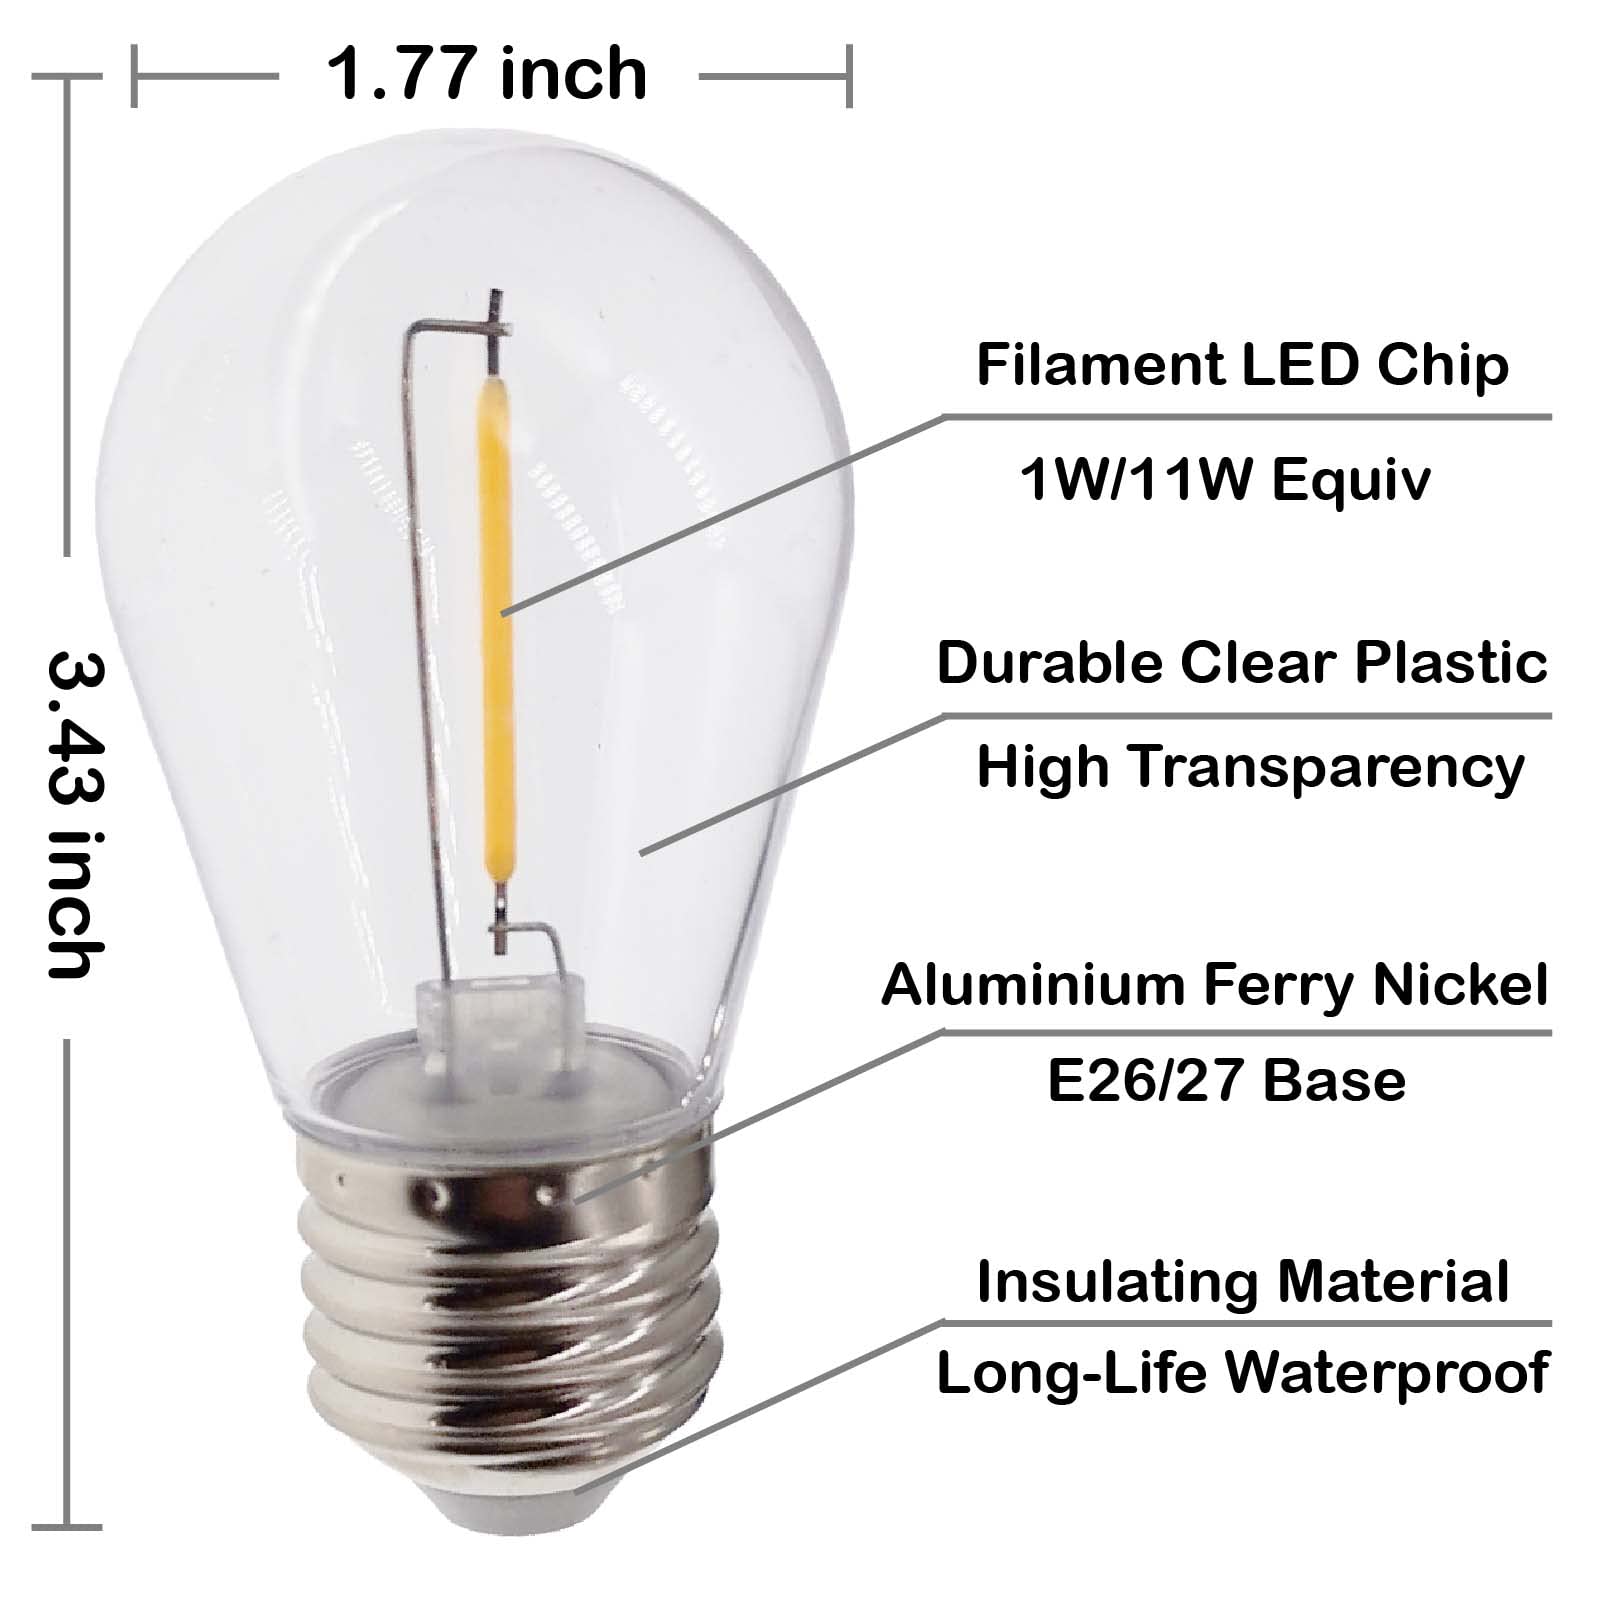 1.77 inch
3.43 inch
Filament LED Chip
1W/11W Equiv
Durable Clear Plastic
High Transparency
Aluminium Ferry Nickel
E26/27 Base
Insulating Material
Long-Life Waterproof